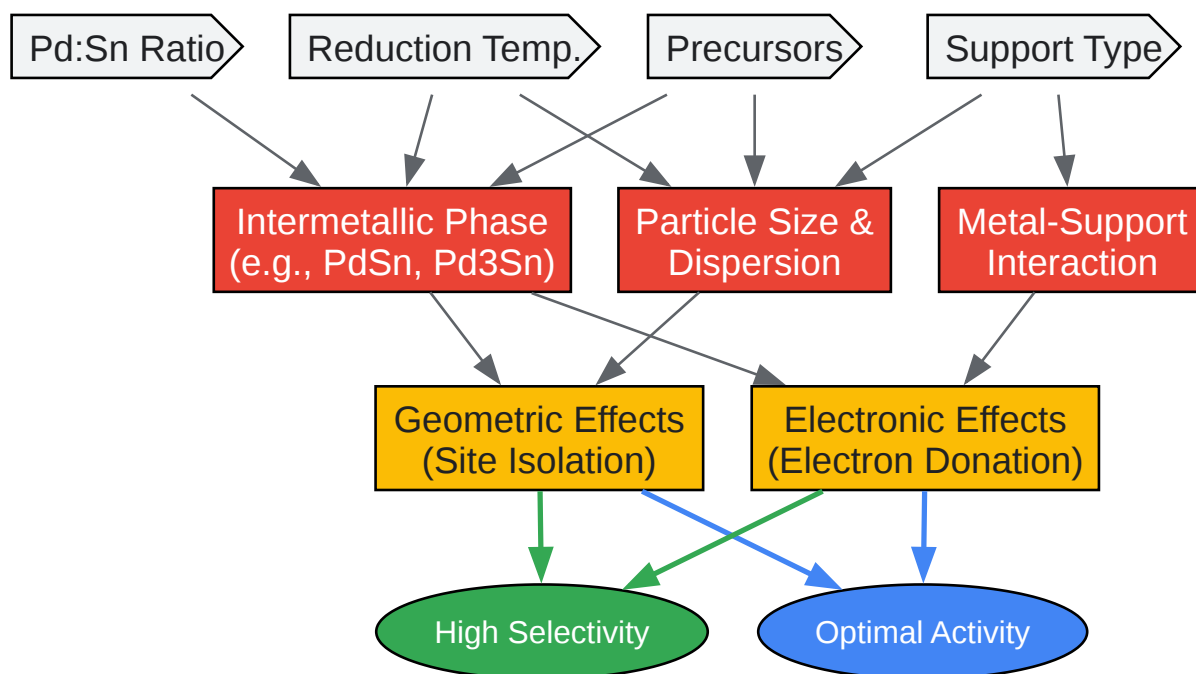 Pd:Sn Ratio
Reduction Temp.
Precursors
Support Type
Intermetallic Phase
(e.g., PdSn, Pd3Sn)
Particle Size &
Dispersion
Metal-Support
Interaction
Geometric Effects
(Site Isolation)
Electronic Effects
(Electron Donation)
High Selectivity
Optimal Activity